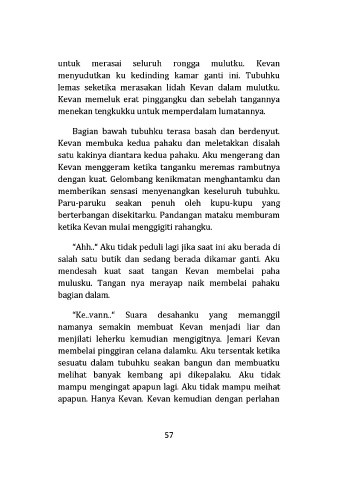 untuk merasai seluruh rongga mulutku. Kevan
menyudutkan ku kedinding kamar ganti ini. Tubuhku
lemas seketika merasakan lidah Kevan dalam mulutku.
Kevan memeluk erat pinggangku dan sebelah tangannya
menekan tengkukku untuk memperdalam lumatannya.
Bagian bawah tubuhku terasa basah dan berdenyut.
Kevan membuka kedua pahaku dan meletakkan disalah
satu kakinya diantara kedua pahaku. Aku mengerang dan
Kevan menggeram ketika tanganku meremas rambutnya
dengan kuat. Gelombang kenikmatan menghantamku dan
memberikan sensasi menyenangkan keseluruh tubuhku.
Paru-paruku seakan penuh oleh kupu-kupu yang
berterbangan disekitarku. Pandangan mataku memburam
ketika Kevan mulai menggigiti rahangku.
"Ahh.." Aku tidak peduli lagi jika saat ini aku berada di
salah satu butik dan sedang berada dikamar ganti. Aku
mendesah kuat saat tangan Kevan membelai paha
mulusku. Tangan nya merayap naik membelai pahaku
bagian dalam.
"Ke..vann.." Suara desahanku yang memanggil
namanya semakin membuat Kevan menjadi liar dan
menjilati leherku kemudian mengigitnya. Jemari Kevan
membelai pinggiran celana dalamku. Aku tersentak ketika
sesuatu dalam tubuhku seakan bangun dan membuatku
melihat banyak kembang api dikepalaku. Aku tidak
mampu mengingat apapun lagi. Aku tidak mampu meihat
apapun. Hanya Kevan. Kevan kemudian dengan perlahan
57